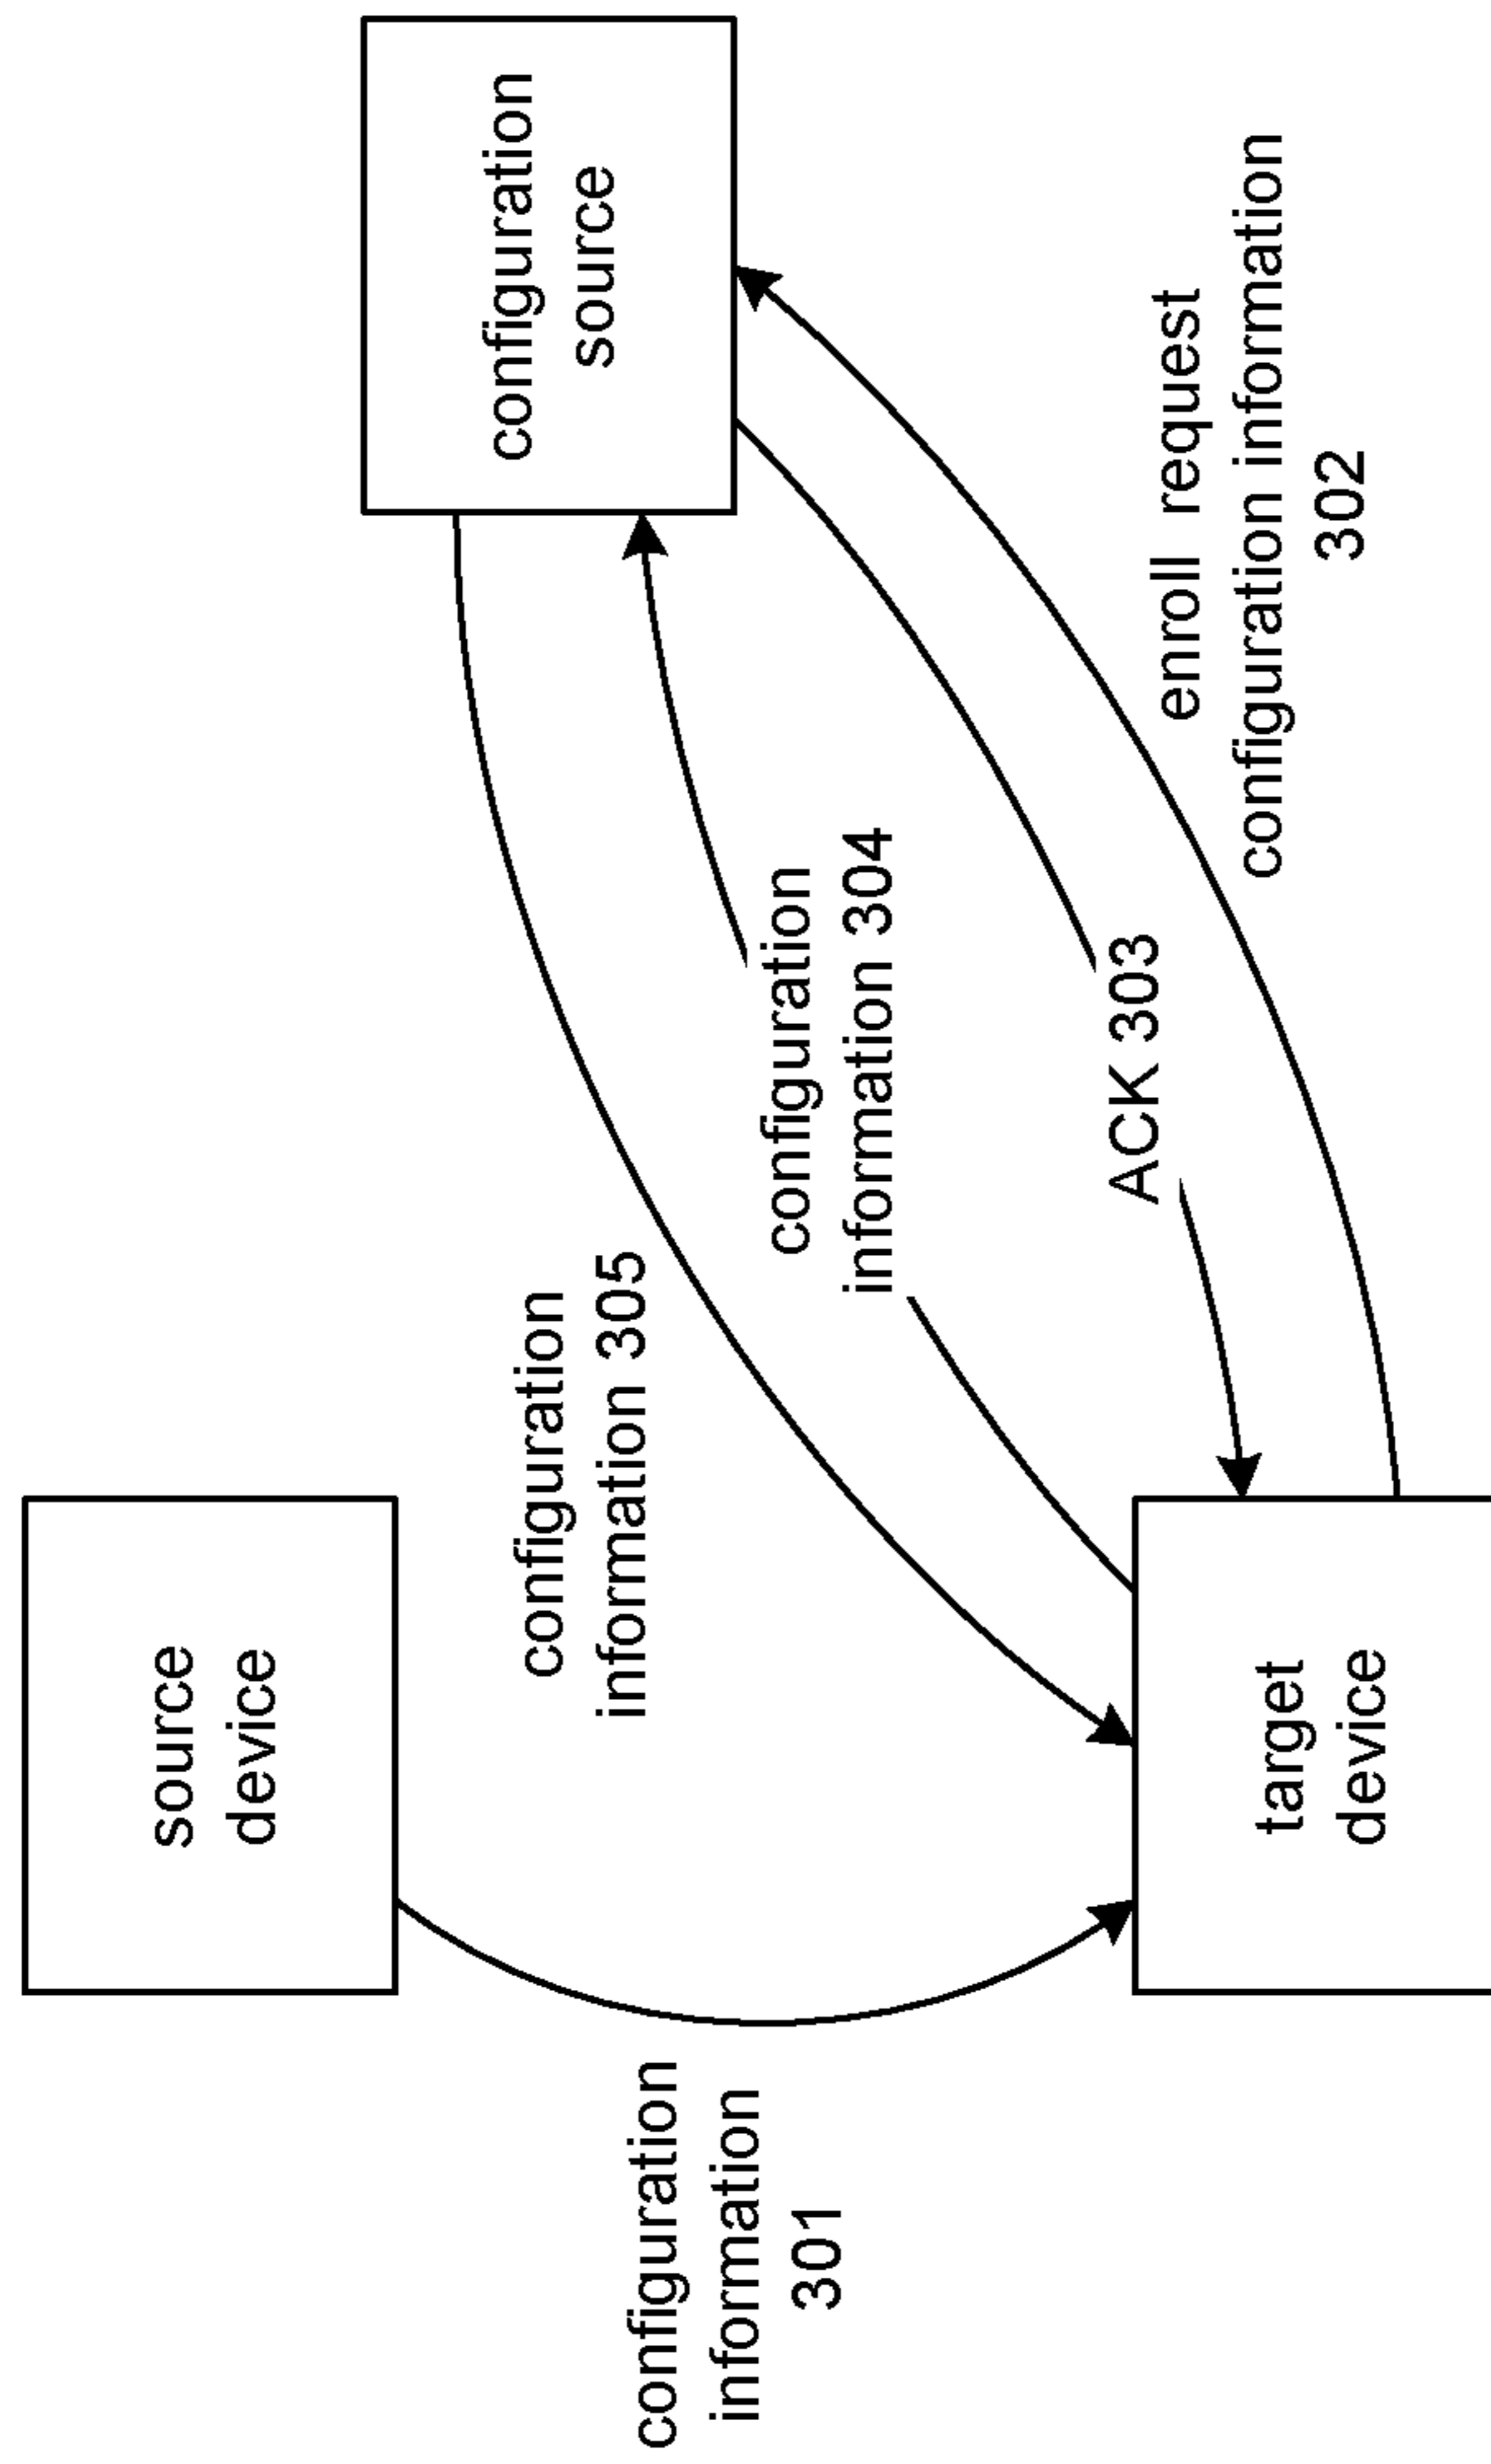 source
device
configuration
information
301
configuration
information 305
configuration
source
configuration
information 304
ACK 303
enroll request
configuration information
302
target
device